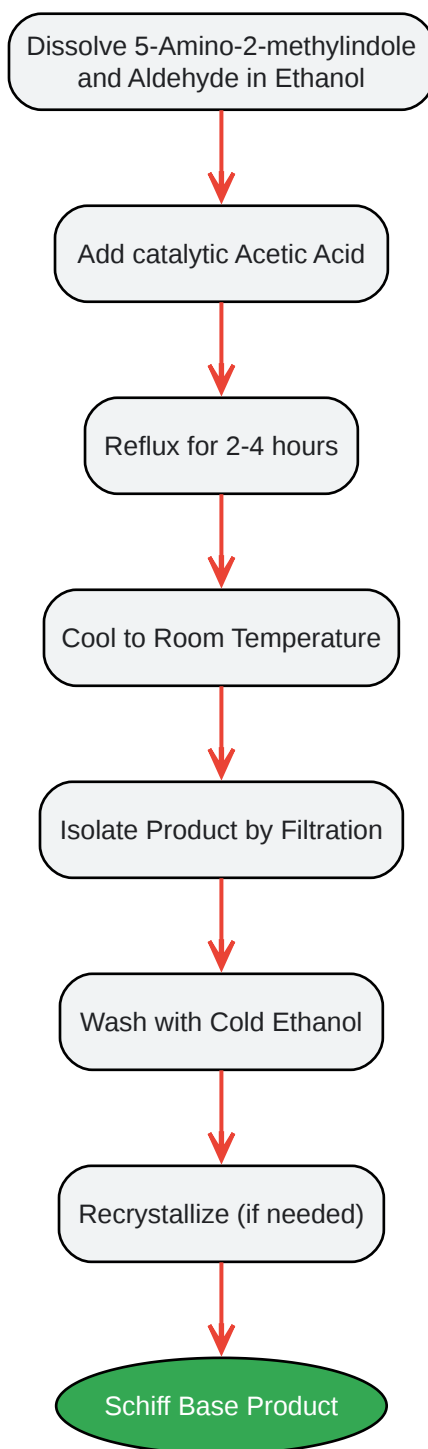 Dissolve 5-Amino-2-methylindole
and Aldehyde in Ethanol
Add catalytic Acetic Acid
Reflux for 2-4 hours
Cool to Room Temperature
Isolate Product by Filtration
Wash with Cold Ethanol
Recrystallize (if needed)
Schiff Base Product